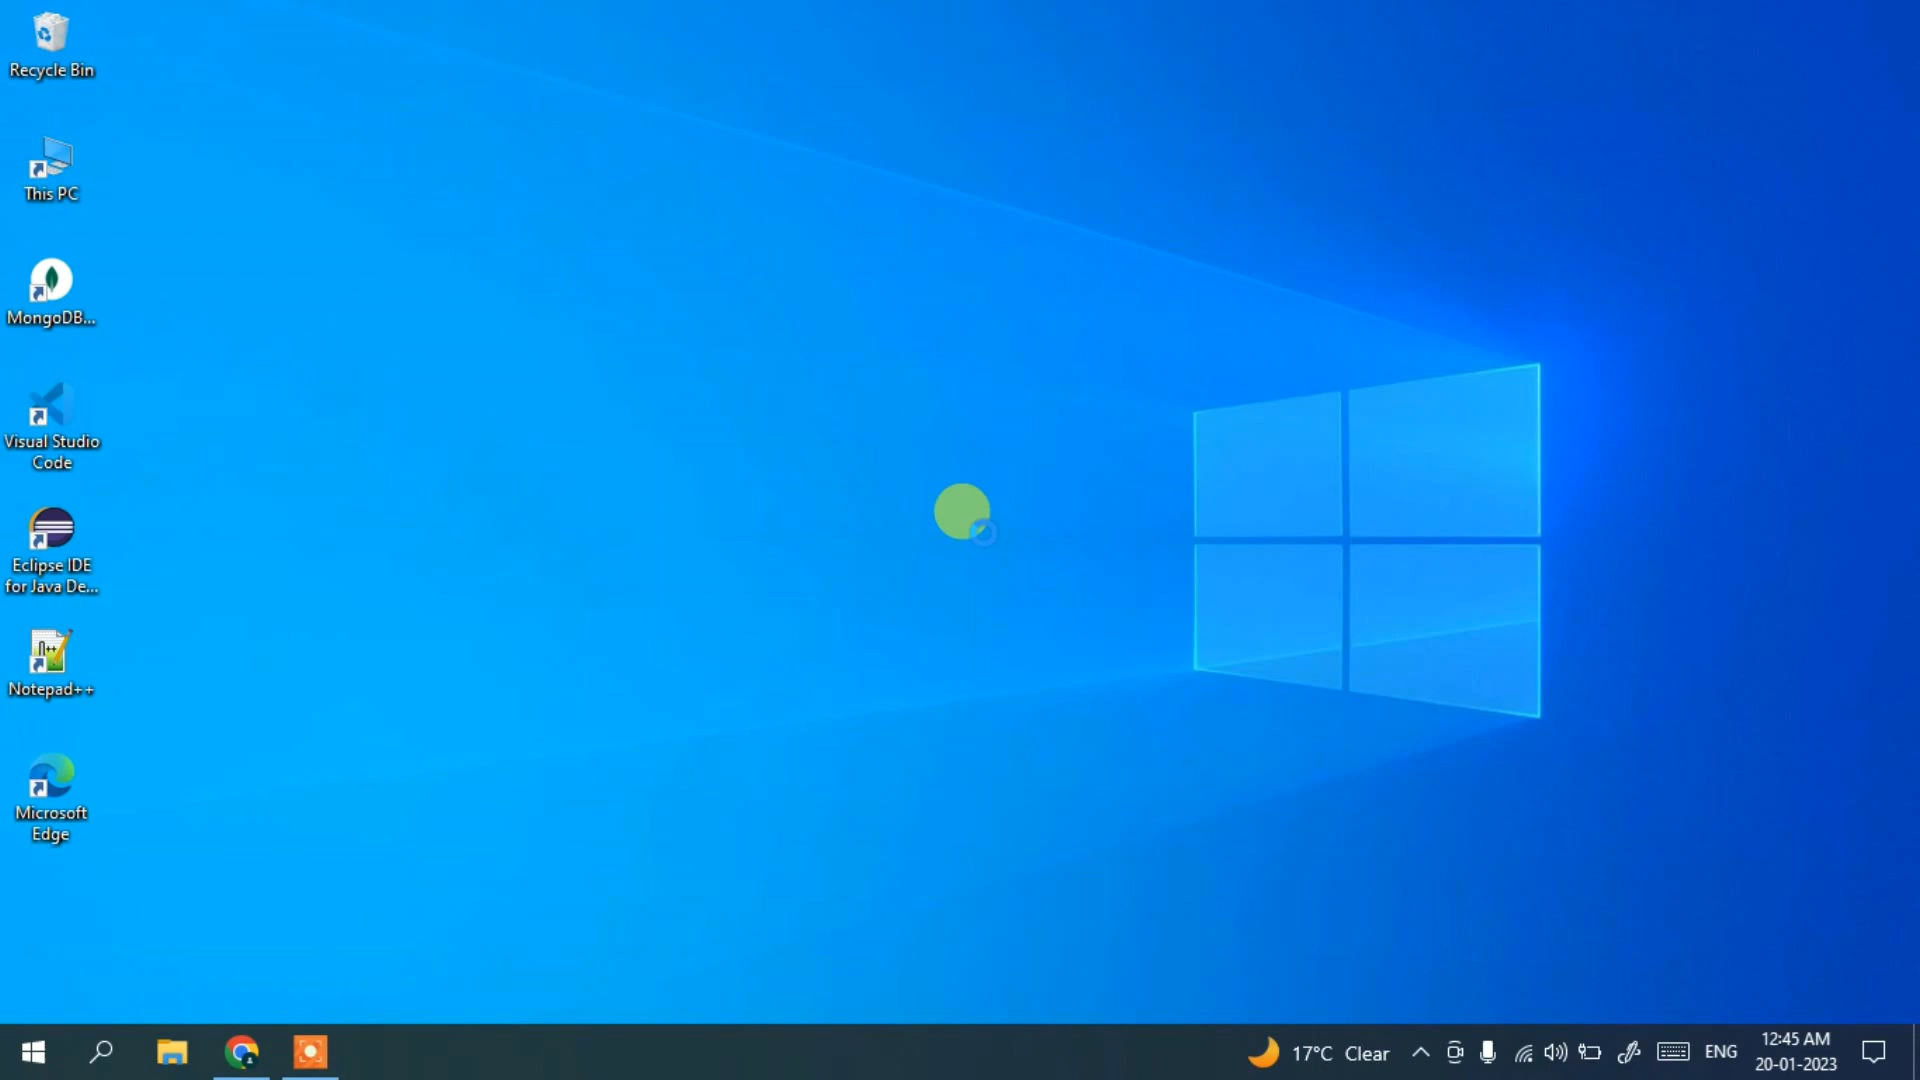 Recycle Bin
This PC
MongoDB...
Visual Studio
Code
Eclipse IDE
for Java De...
Notepad++
Microsoft
Edge
17°C Clear
ENG
12:45 AM
20-01-2023